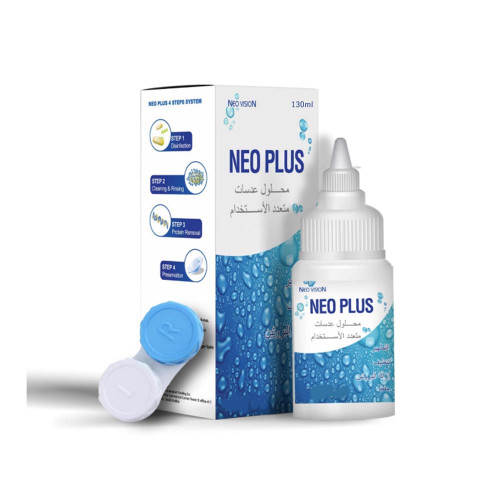 NEO PLUS 4 STEPS SYSTEM
STEP 1
Disinfection
STEP 2
Cleaning & Rinsing
STEP 3
Protein Removal
STEP 4
Preservation
NEO VISION
130ml
NEO PLUS
محلول عدسات
متعدد الأستخدام
R
NEO VISION
NEO PLUS
محلول عدسات
متعدد الأستخدام